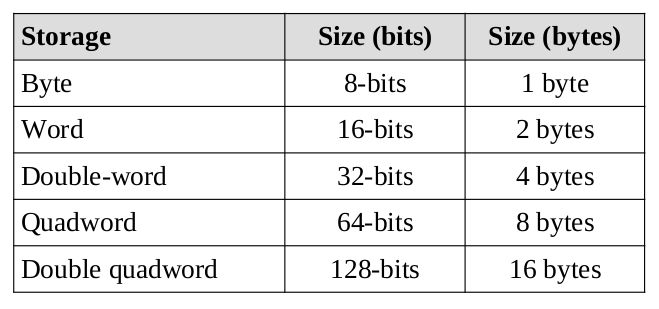 Storage Size (bits) Size (bytes)
Byte 8-bits 1 byte
Word 16-bits 2 bytes
Double-word 32-bits 4 bytes
Quadword 64-bits 8 bytes
Double quadword 128-bits 16 bytes